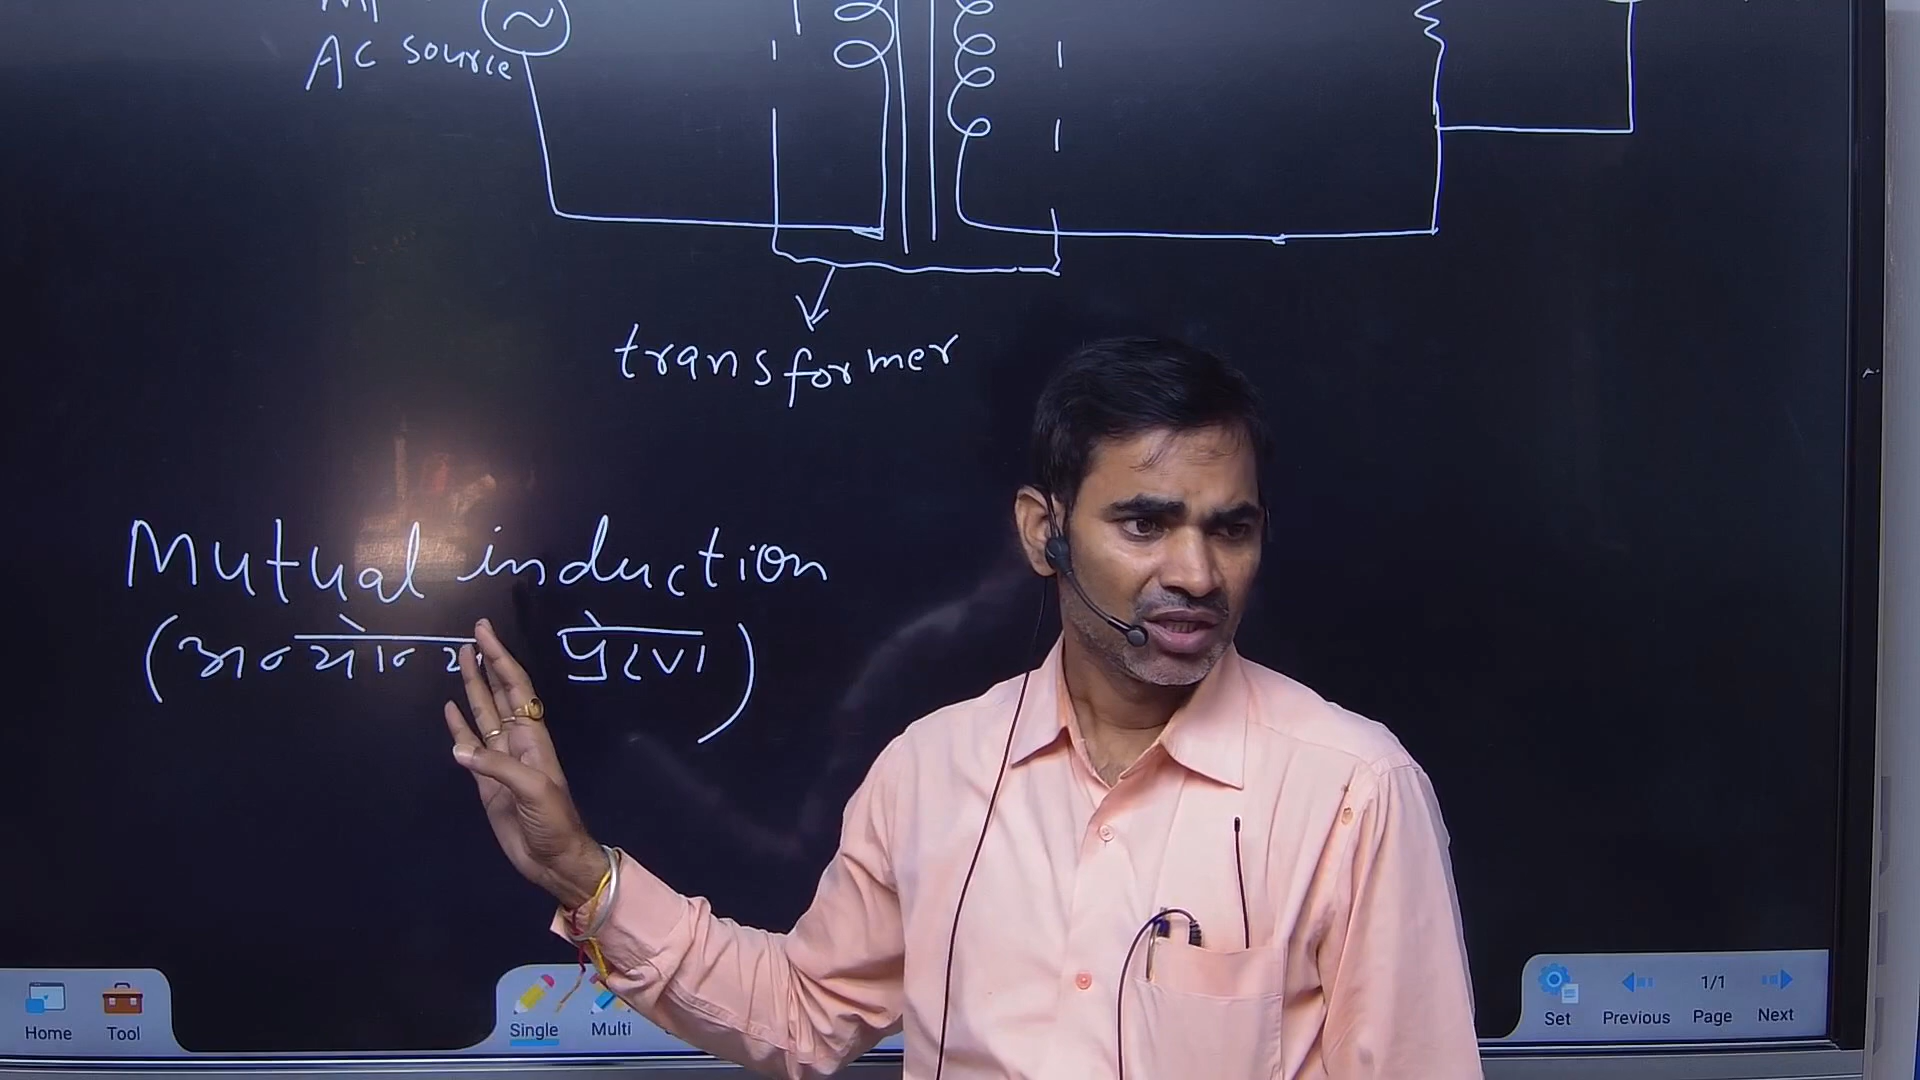 AC source
transformer
Mutual induction
(अन्योन्य प्रेरण)
Home
Tool
Single
Multi
Set
Previous
1/1
Page
Next